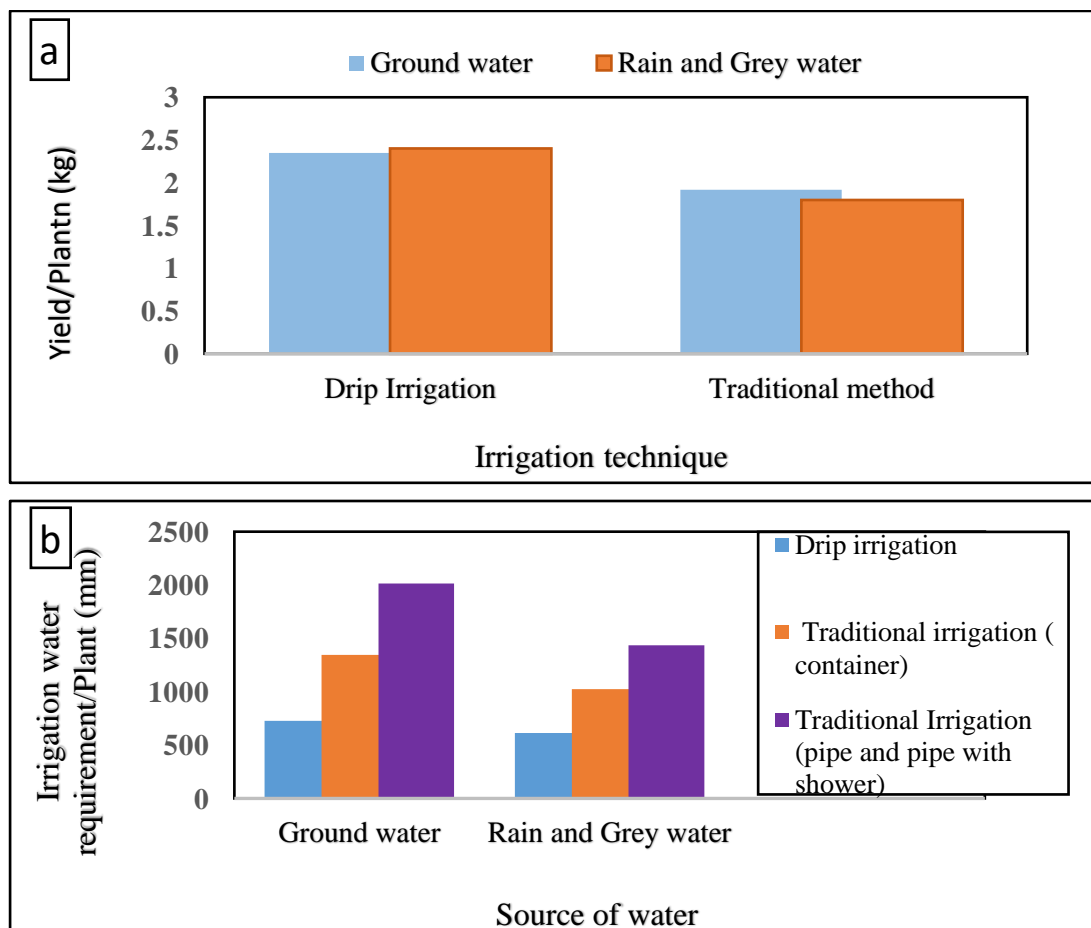 a
Ground water
Rain and Grey water
Yield/Plantn (kg)
3
2.5
2
1.5
1
0.5
0
Drip Irrigation
Traditional method
Irrigation technique
b
Irrigation water
requirement/Plant (mm)
2500
2000
1500
1000
500
0
Drip irrigation
Traditional irrigation (
container)
Traditional Irrigation
(pipe and pipe with
shower)
Ground water
Rain and Grey water
Source of water